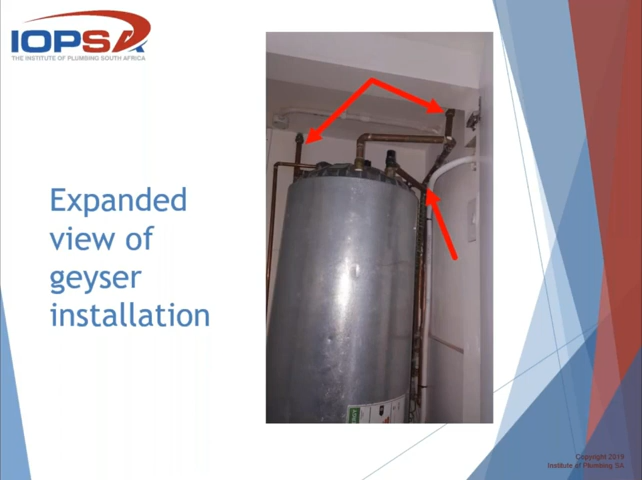 IOPSA
THE INSTITUTE OF PLUMBING SOUTH AFRICA
Expanded
view of
geyser
installation
Copyright 2019
Institute of Plumbing SA